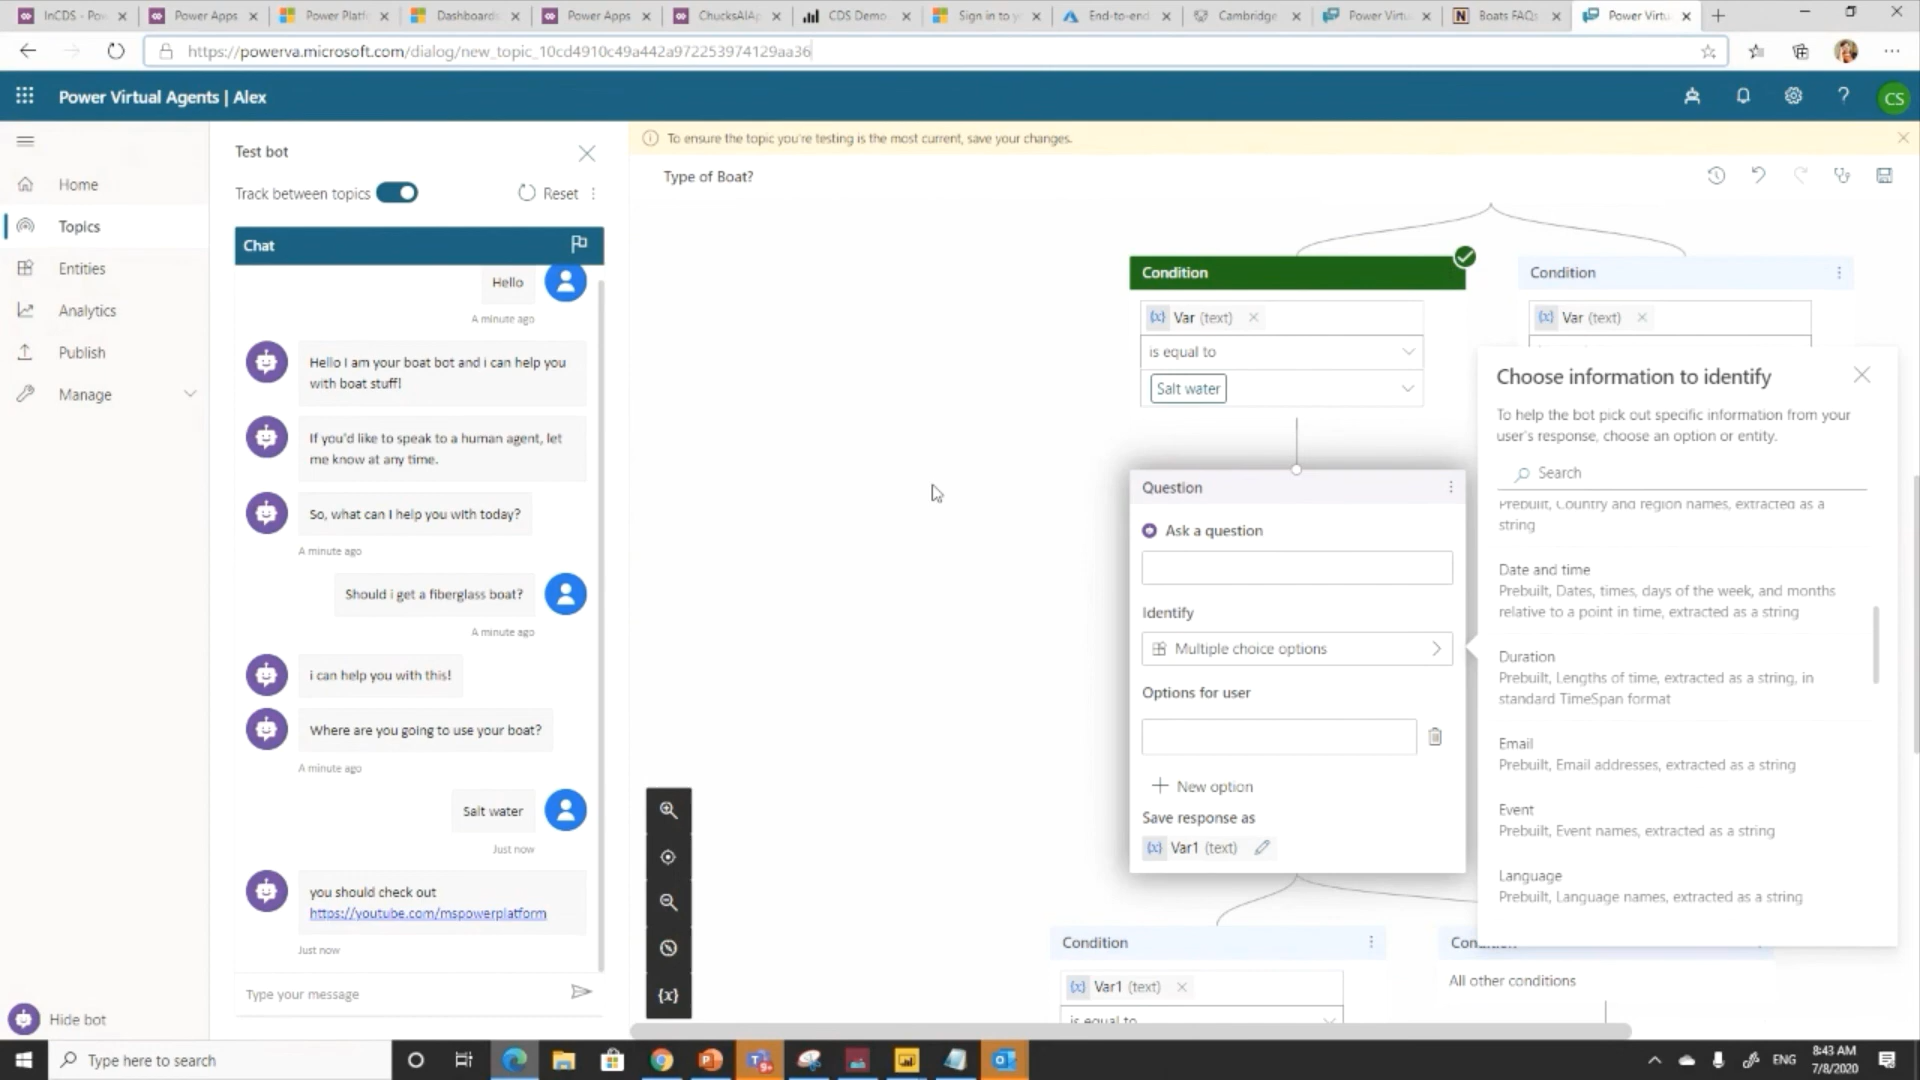 InCDS - Pow
Power Apps
Power Platf
Dashboards
Power Apps
ChucksAIAp
CDS Demo
Sign in to y
End-to-end
Cambridge
Power Virtu
Boats FAQs
Power Virtu
https://powerva.microsoft.com/dialog/new_topic_10cd4910c49a442a972253974129aa36
Power Virtual Agents | Alex
CS
Home
Topics
Entities
Analytics
Publish
Manage
Hide bot
Test bot
Track between topics
Reset
Chat
Hello
A minute ago
Hello I am your boat bot and i can help you
with boat stuff!
If you'd like to speak to a human agent, let
me know at any time.
So, what can I help you with today?
A minute ago
Should i get a fiberglass boat?
A minute ago
i can help you with this!
Where are you going to use your boat?
A minute ago
Salt water
Just now
you should check out
https://youtube.com/mspowerplatform
Just now
Type your message
To ensure the topic you're testing is the most current, save your changes.
Type of Boat?
Condition
{x} Var (text)
is equal to
Salt water
Condition
{x} Var (text)
Question
Ask a question
Identify
Multiple choice options
Options for user
New option
Save response as
{x} Var1 (text)
Choose information to identify
To help the bot pick out specific information from your
user's response, choose an option or entity.
Search
Prebuilt, Country and region names, extracted as a
string
Date and time
Prebuilt, Dates, times, days of the week, and months
relative to a point in time, extracted as a string
Duration
Prebuilt, Lengths of time, extracted as a string, in
standard TimeSpan format
Email
Prebuilt, Email addresses, extracted as a string
Event
Prebuilt, Event names, extracted as a string
Language
Prebuilt, Language names, extracted as a string
Condition
{x} Var1 (text)
is equal to
Condition
All other conditions
{x}
Type here to search
ENG
8:43 AM
7/8/2020